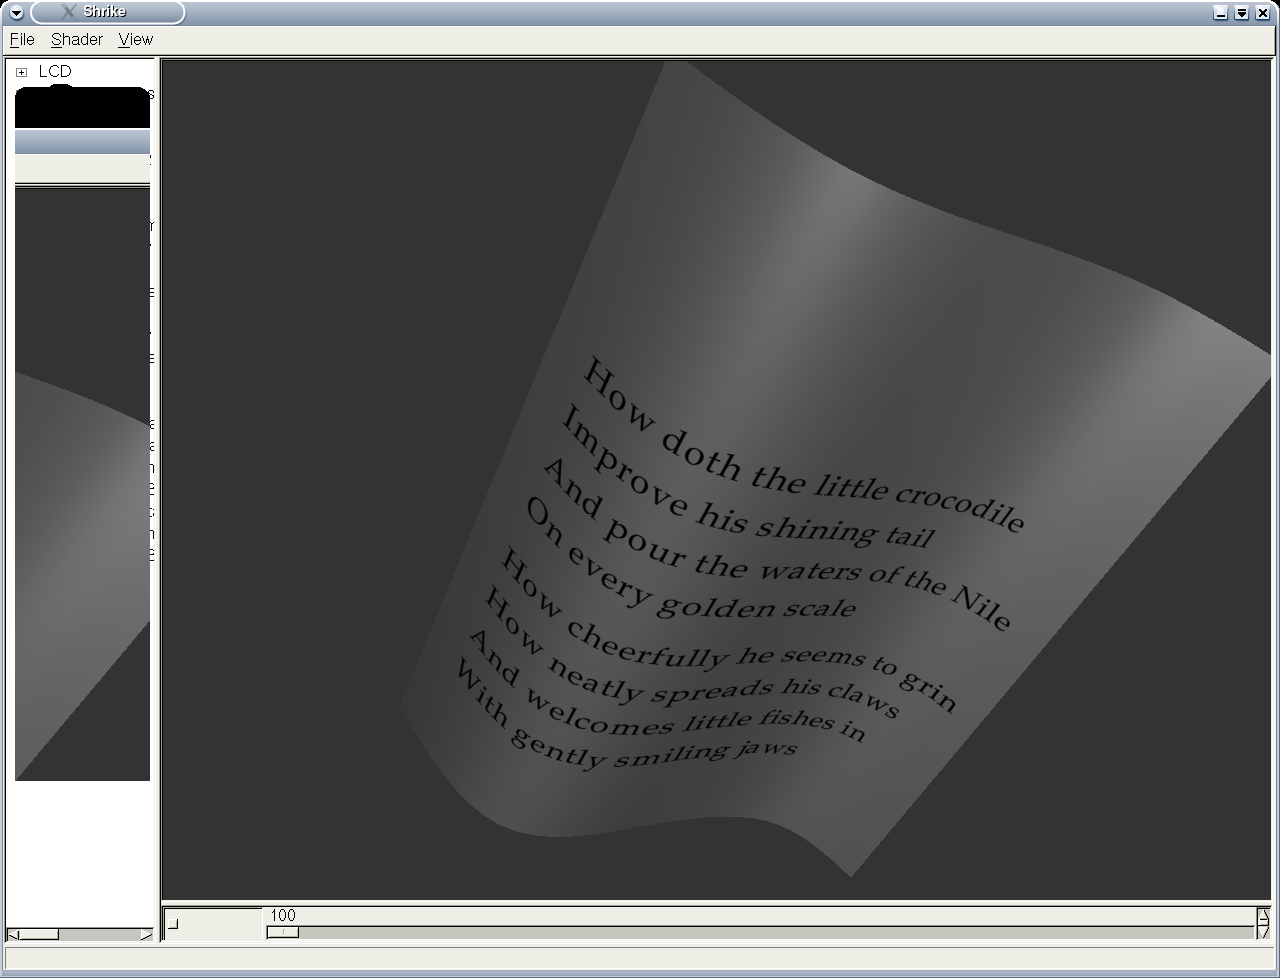 Shrike
File Shader View
LCD
How doth the little crocodile
Improve his shining tail
And pour the waters of the Nile
On every golden scale
How cheerfully he seems to grin
How neatly spreads his claws
And welcomes little fishes in
With gently smiling jaws
100